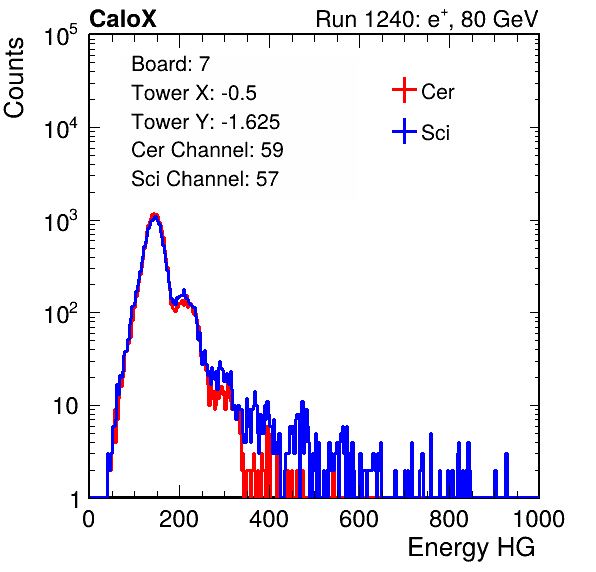 CaloX Run 1240: e⁺, 80 GeV
Counts
Board: 7
Tower X: -0.5
Tower Y: -1.625
Cer Channel: 59
Sci Channel: 57
Cer
Sci
10⁵
10⁴
10³
10²
10
1
0 200 400 600 800 1000
Energy HG